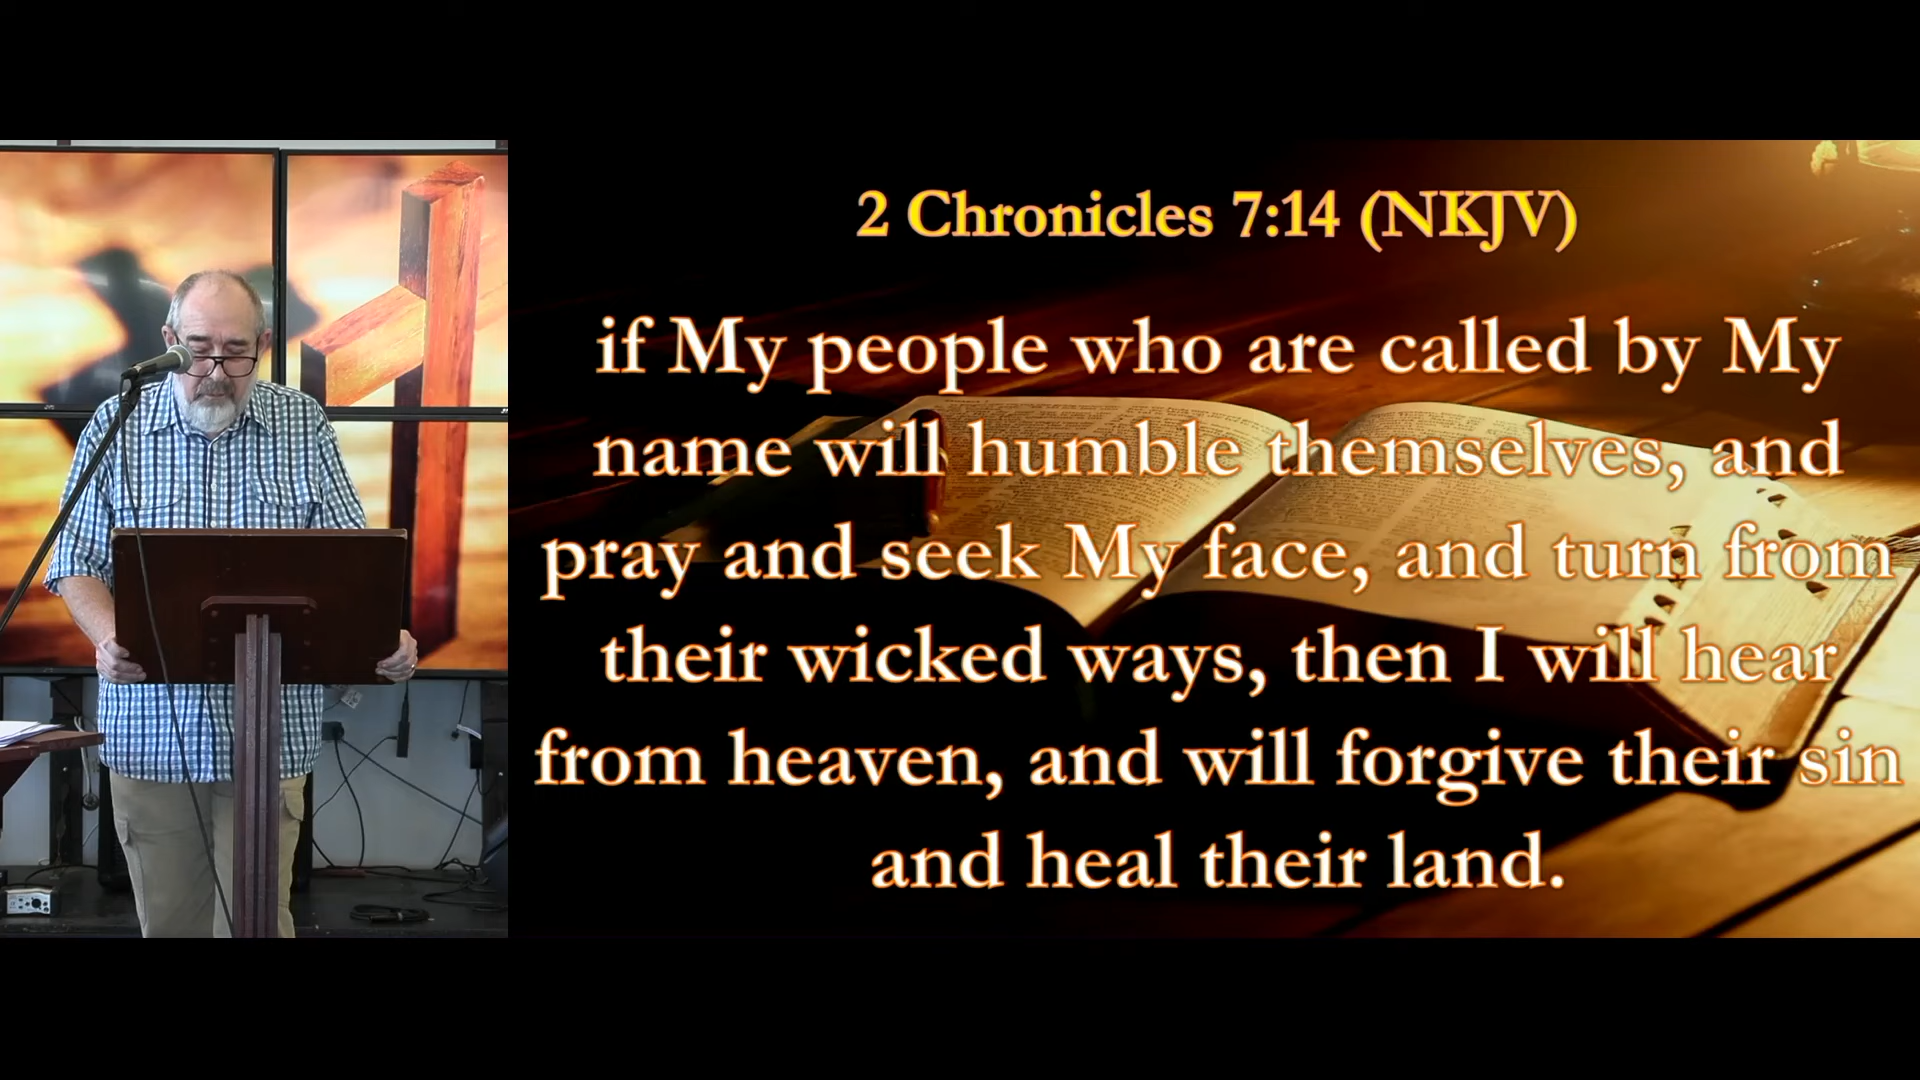 2 Chronicles 7:14 (NKJV)
if My people who are called by My
name will humble themselves, and
pray and seek My face, and turn from
their wicked ways, then I will hear
from heaven, and will forgive their sin
and heal their land.